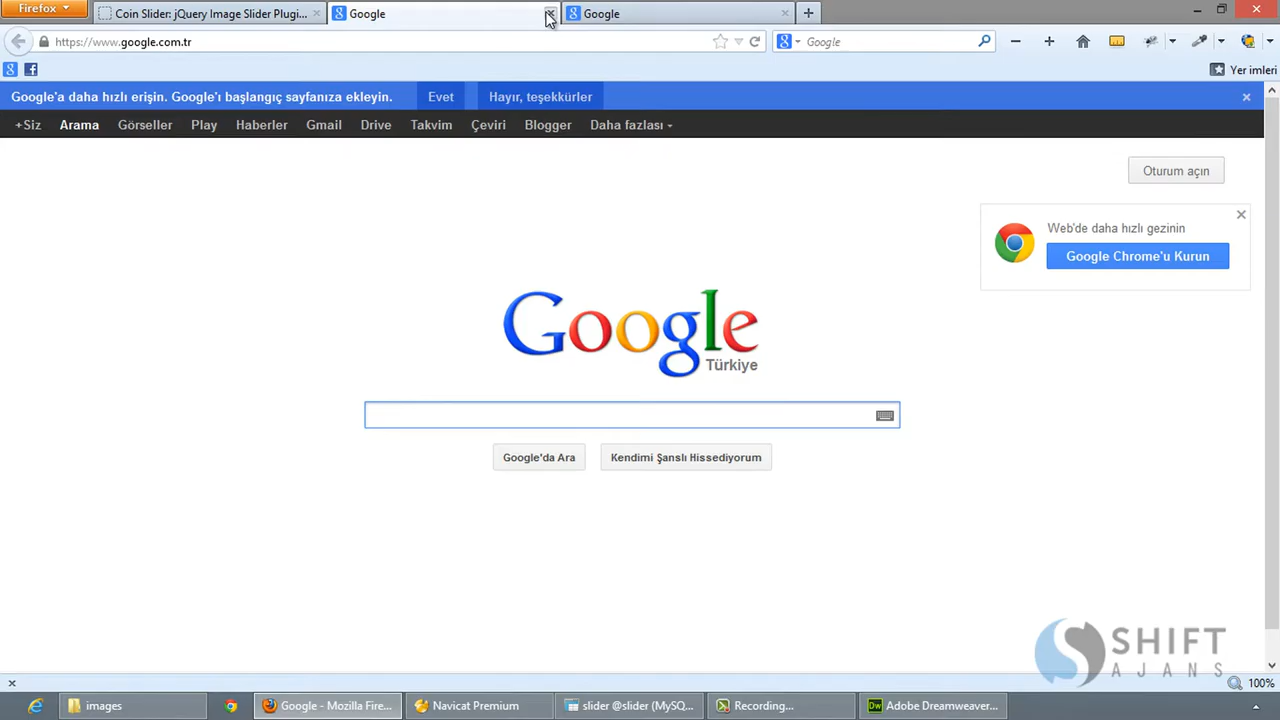 Firefox
Coin Slider: jQuery Image Slider Plugi...
Google
Google
https://www.google.com.tr
Google
Yer imleri
Google'a daha hızlı erişin. Google'ı başlangıç sayfanıza ekleyin.
Evet
Hayır, teşekkürler
+Siz
Arama
Görseller
Play
Haberler
Gmail
Drive
Takvim
Çeviri
Blogger
Daha fazlası
Oturum açın
Web'de daha hızlı gezinin
Google Chrome'u Kurun
Google
Türkiye
Google'da Ara
Kendimi Şanslı Hissediyorum
SHIFT
AJANS
100%
images
Google - Mozilla Fire...
Navicat Premium
slider @slider (MySQ...
Recording...
Adobe Dreamweaver...